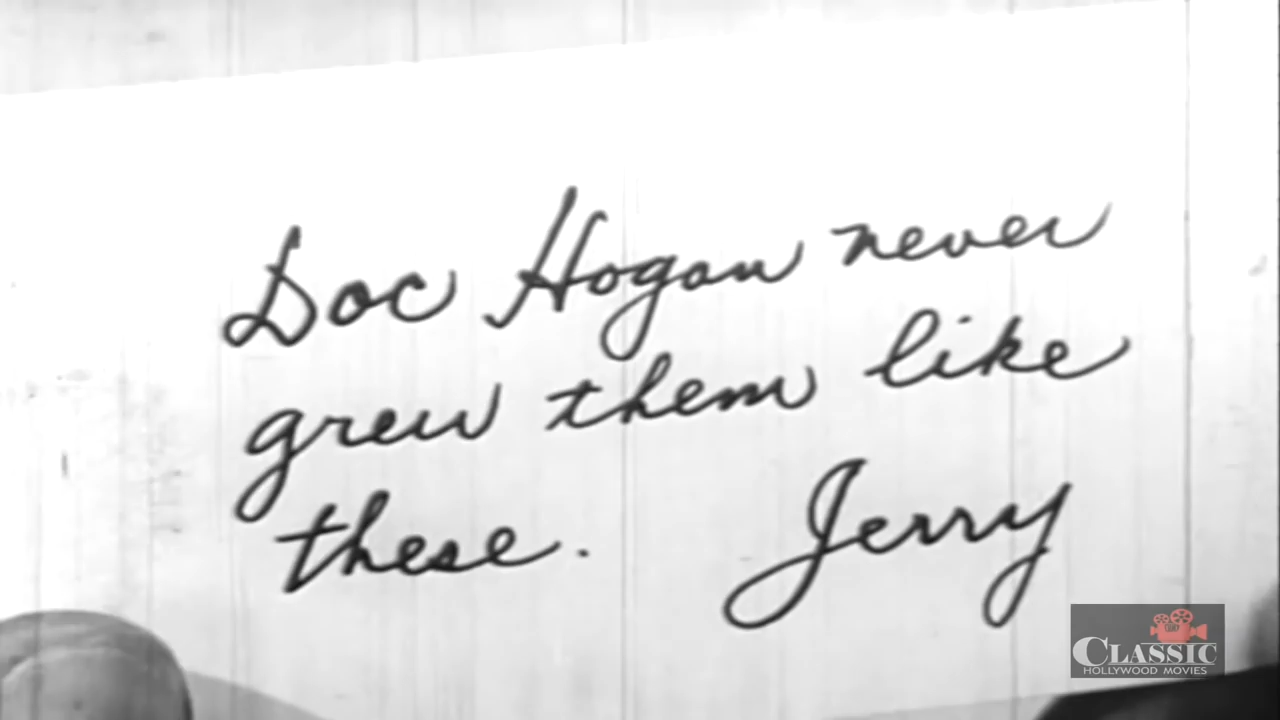 Doc Hogan never
grew them like
these. Jerry
CLASSIC
HOLLYWOOD MOVIES